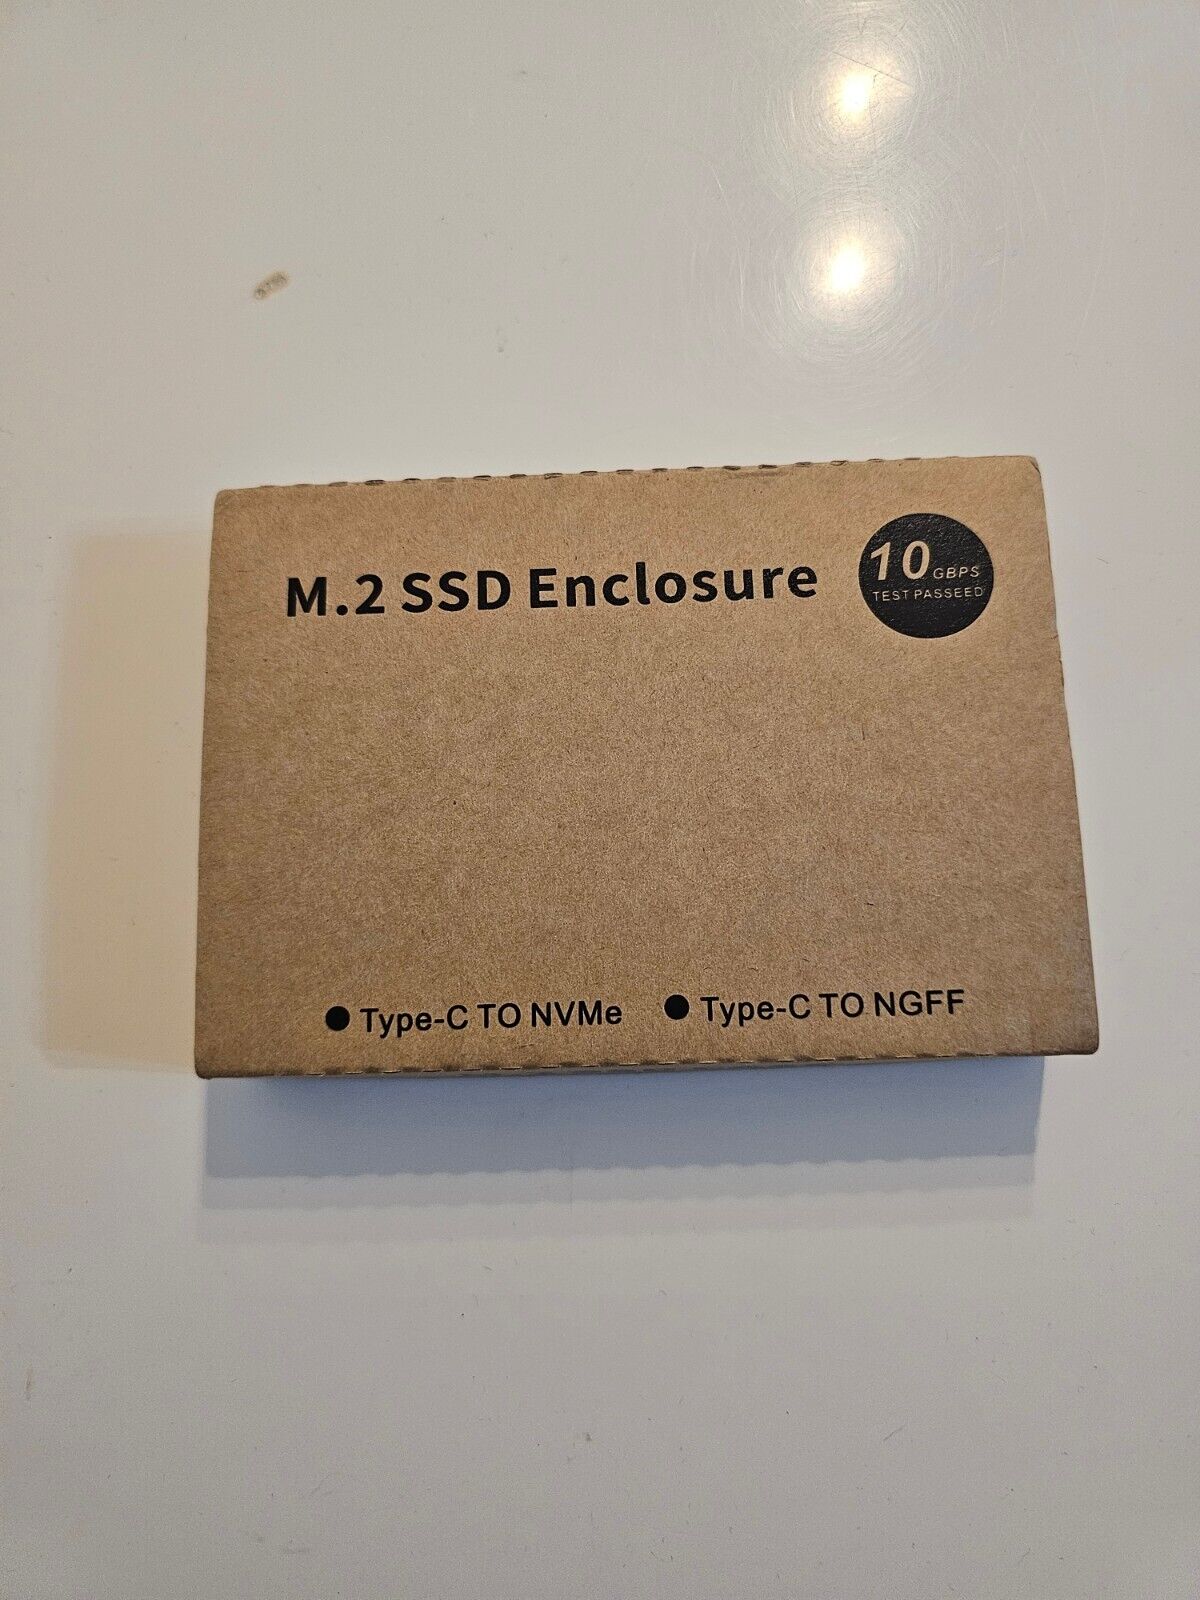 M.2 SSD Enclosure
10 GBPS
TEST PASSEED
● Type-C TO NVMe ● Type-C TO NGFF